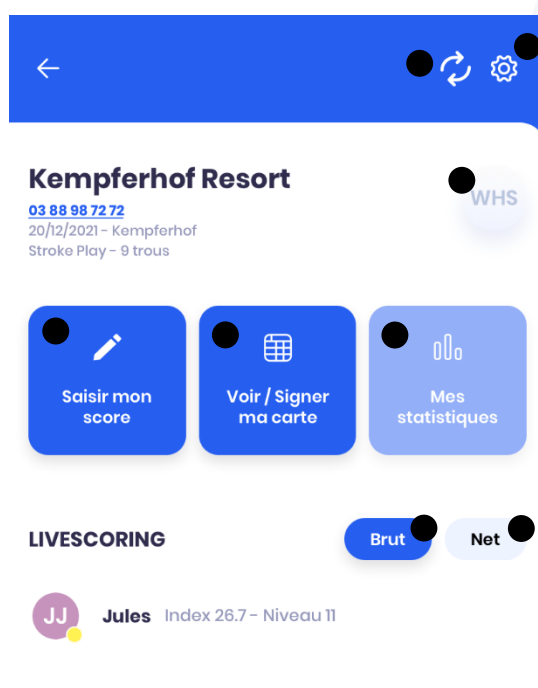 Kempferhof Resort
03 88 98 72 72
WHS
20/12/2021 - Kempferhof
Stroke Play - 9 trous
Saisir mon
score
Voir / Signer
ma carte
Mes
statistiques
LIVESCORING
Brut
Net
JJ
Jules Index 26.7 - Niveau 11